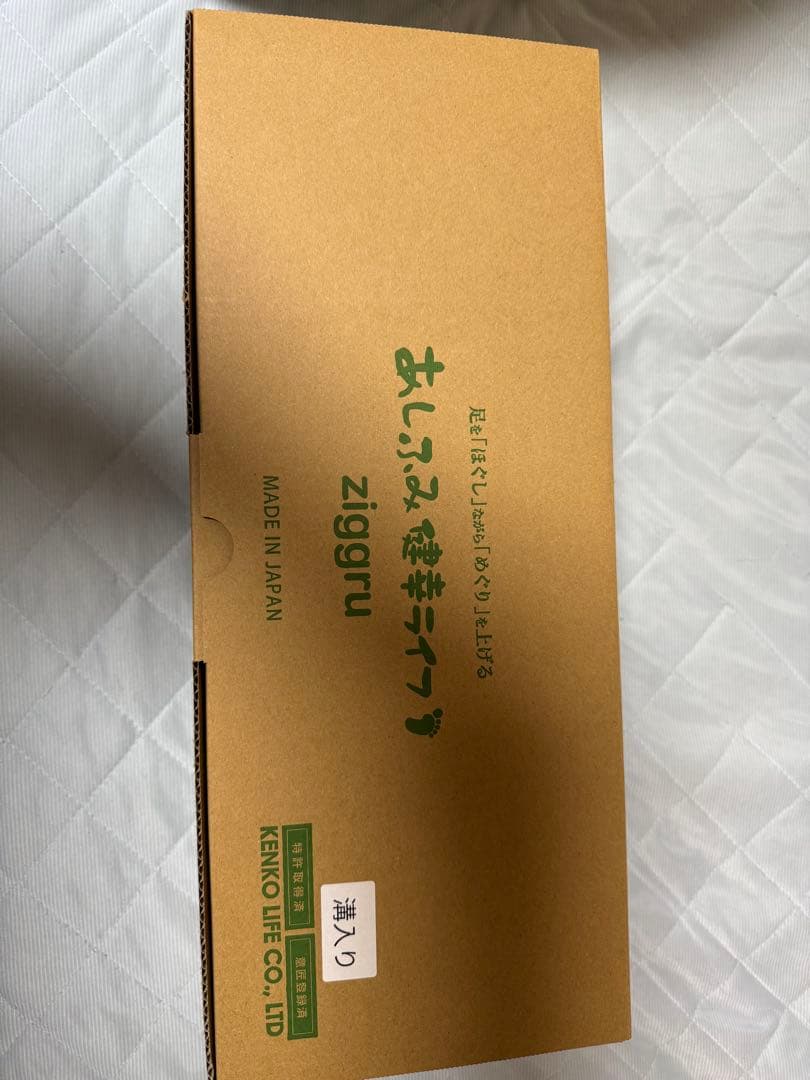 足を「ほぐし」ながら「めぐり」を上げる
あしふみ健幸ライフ
ziggru
MADE IN JAPAN
溝入り
特許取得済
意匠登録済
KENKO LIFE CO., LTD